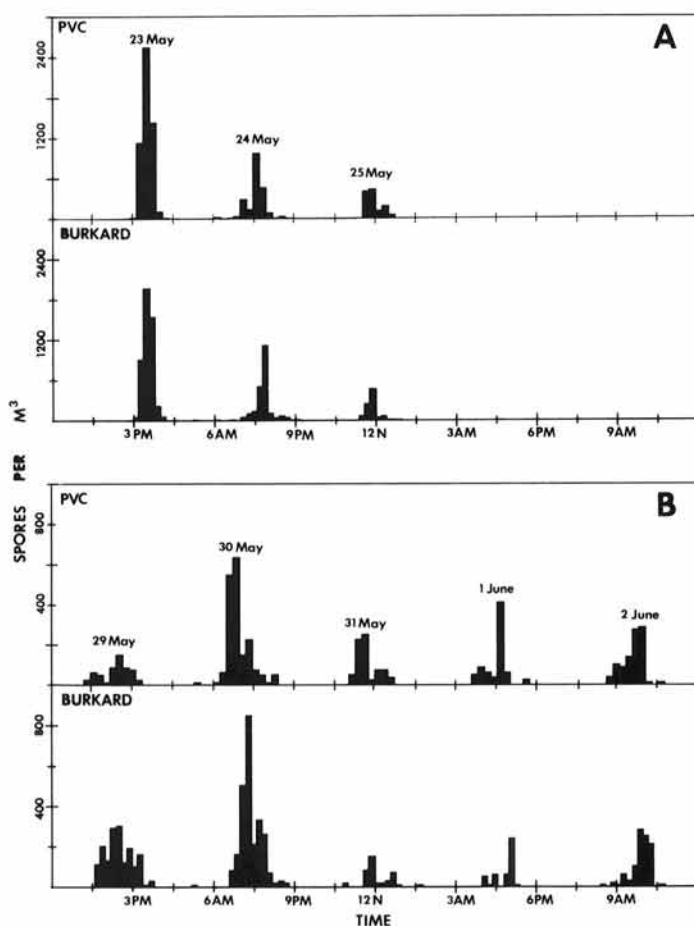 PVC
A
23 May
2400
24 May
1200
25 May
BURKARD
2400
1200
3PM 6AM 9PM 12N 3AM 6PM 9AM
SPORES PER M³
PVC
B
800
30 May
1 June
400
31 May
2 June
29 May
BURKARD
800
400
3PM 6AM 9PM 12N 3AM 6PM 9AM
TIME